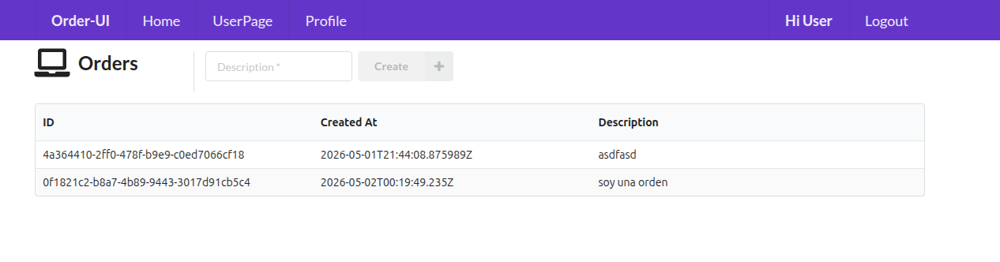 Order-UI Home UserPage Profile Hi User Logout
Orders Description * Create +
ID Created At Description
4a364410-2ff0-478f-b9e9-c0ed7066cf18 2026-05-01T21:44:08.875989Z asdfasd
0f1821c2-b8a7-4b89-9443-3017d91cb5c4 2026-05-02T00:19:49.235Z soy una orden